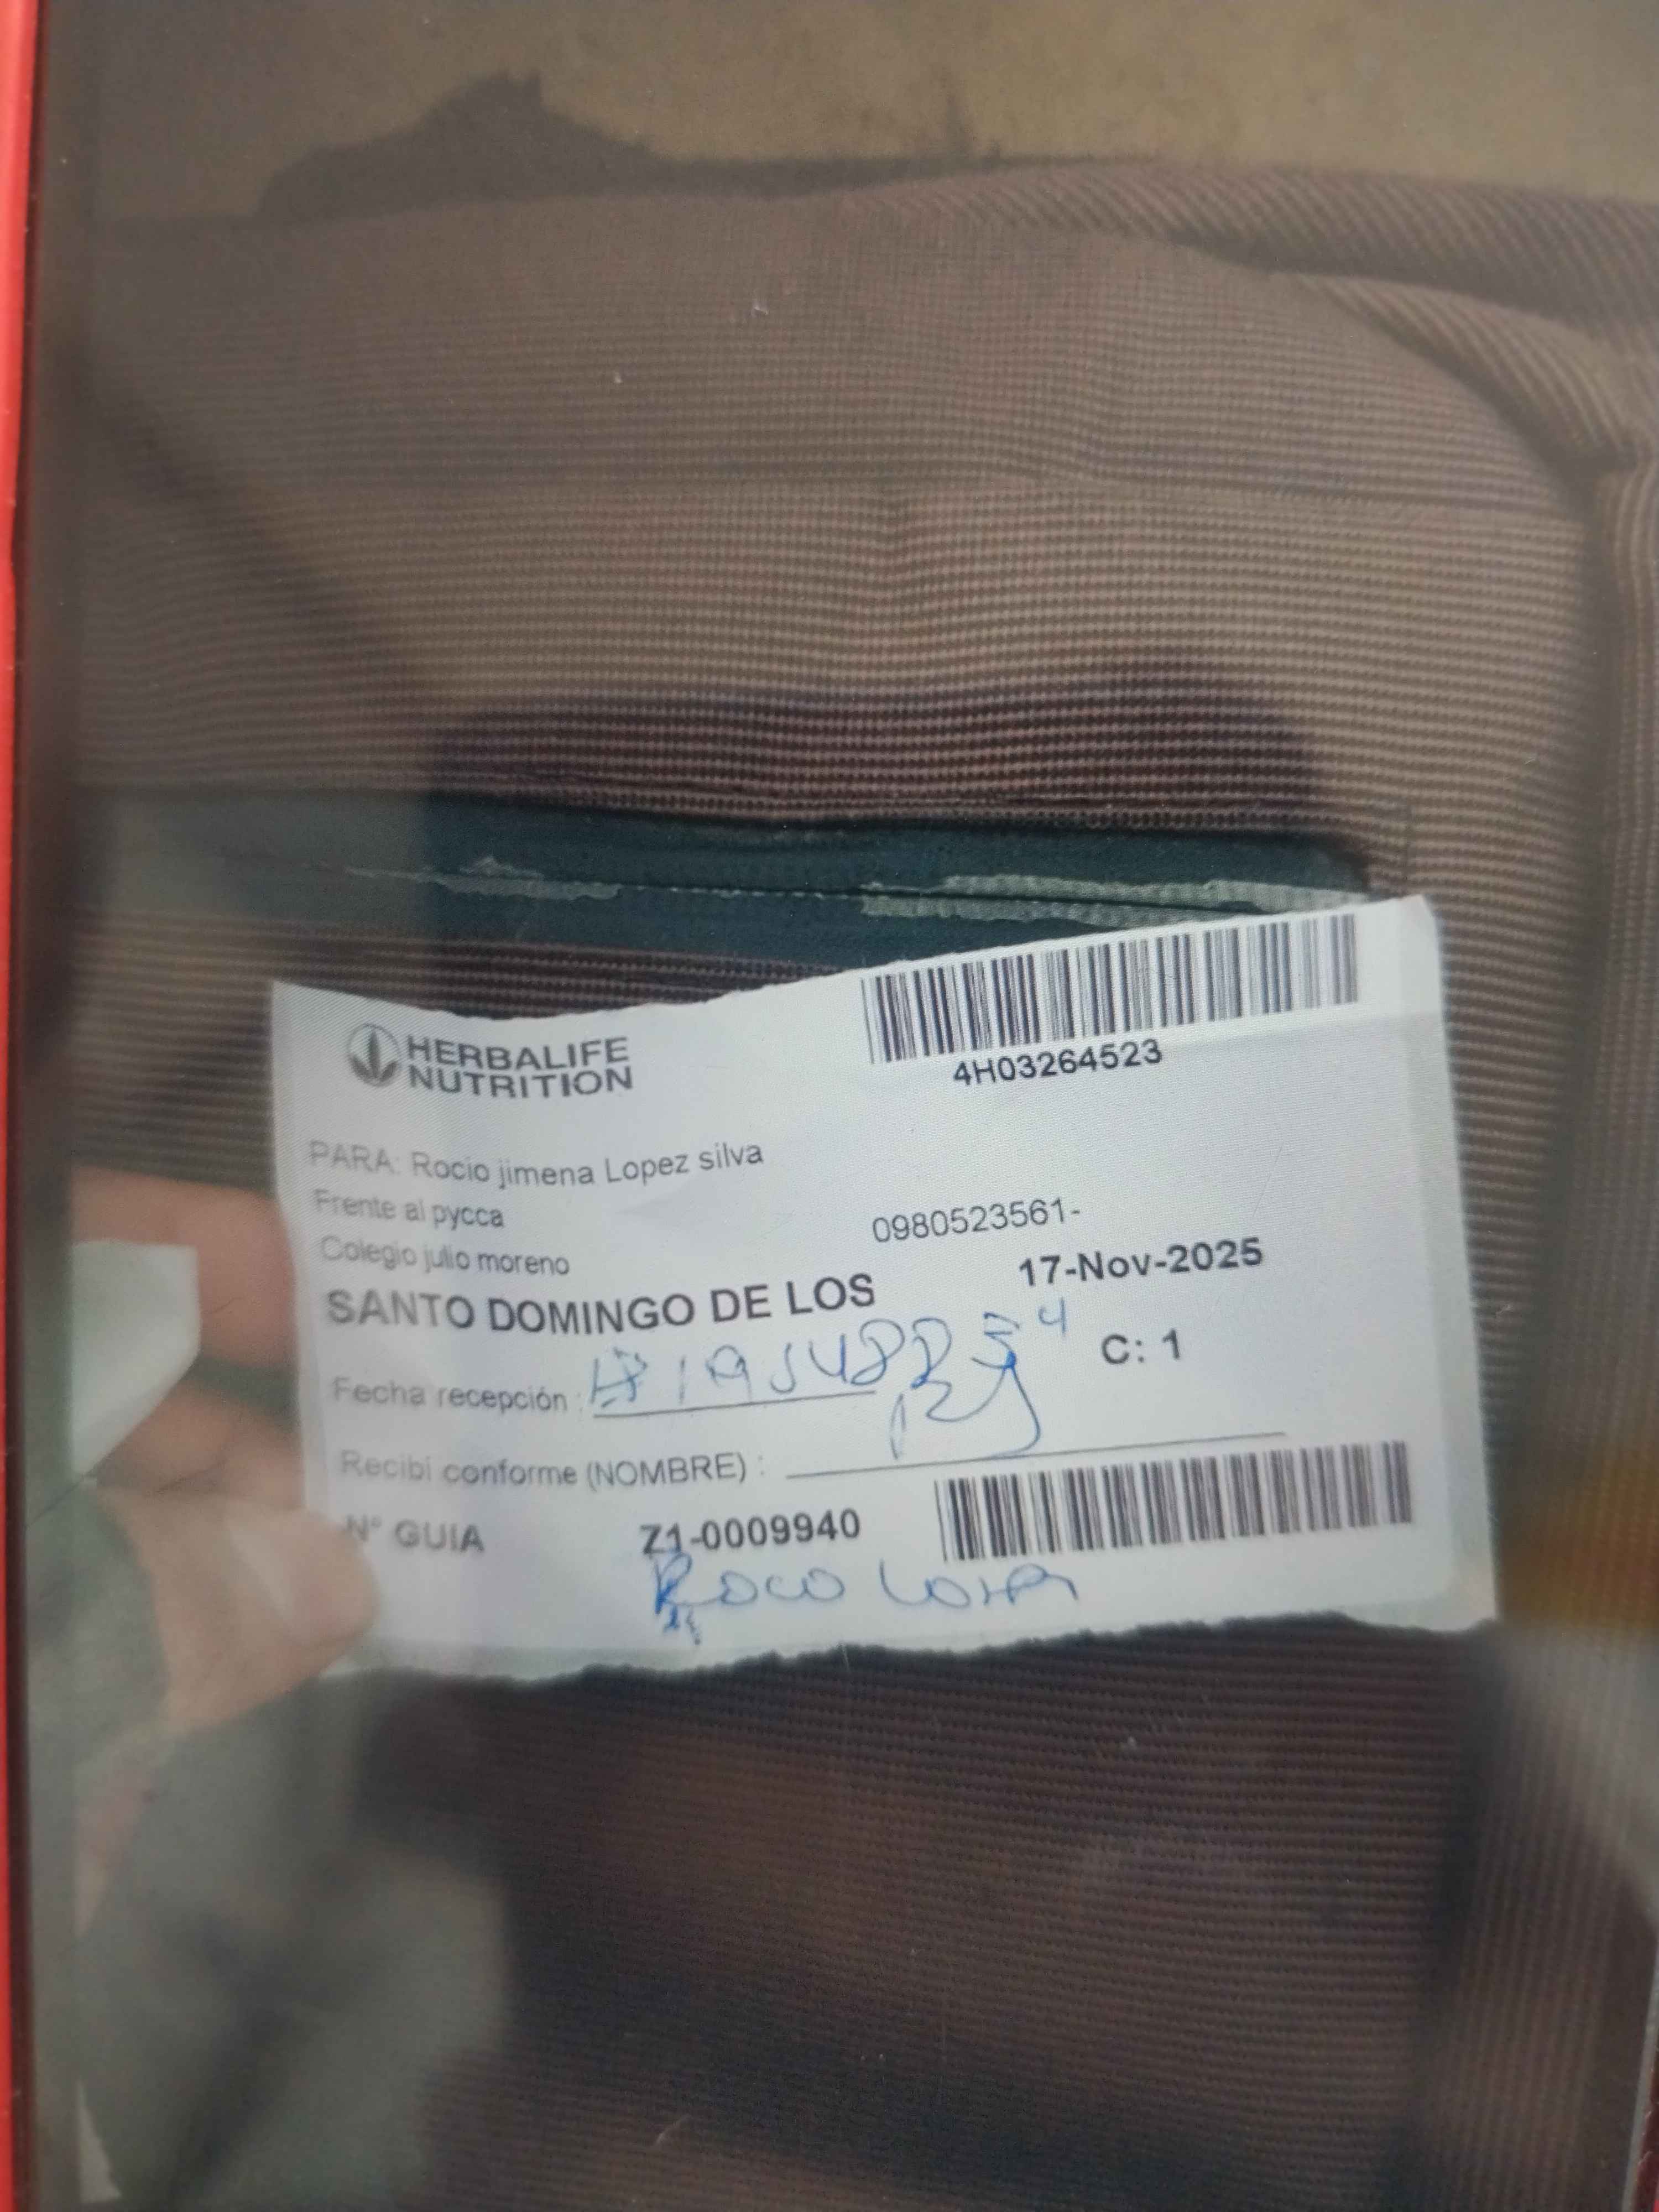 HERBALIFE
NUTRITION
4H03264523
PARA: Rocio jimena Lopez silva
Frente al pycca
0980523561-
Colegio julio moreno
17-Nov-2025
SANTO DOMINGO DE LOS
C: 1
Fecha recepción :
Recibi conforme (NOMBRE) :
N° GUIA Z1-0009940